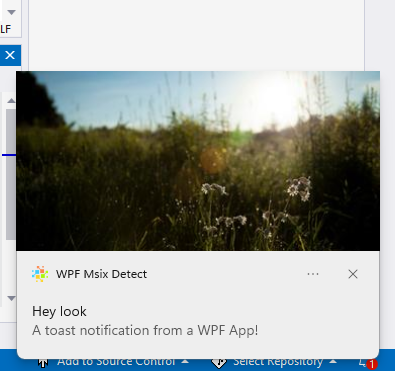 LF
WPF Msix Detect
Hey look
A toast notification from a WPF App!
Add to Source Control
Select Repository
1